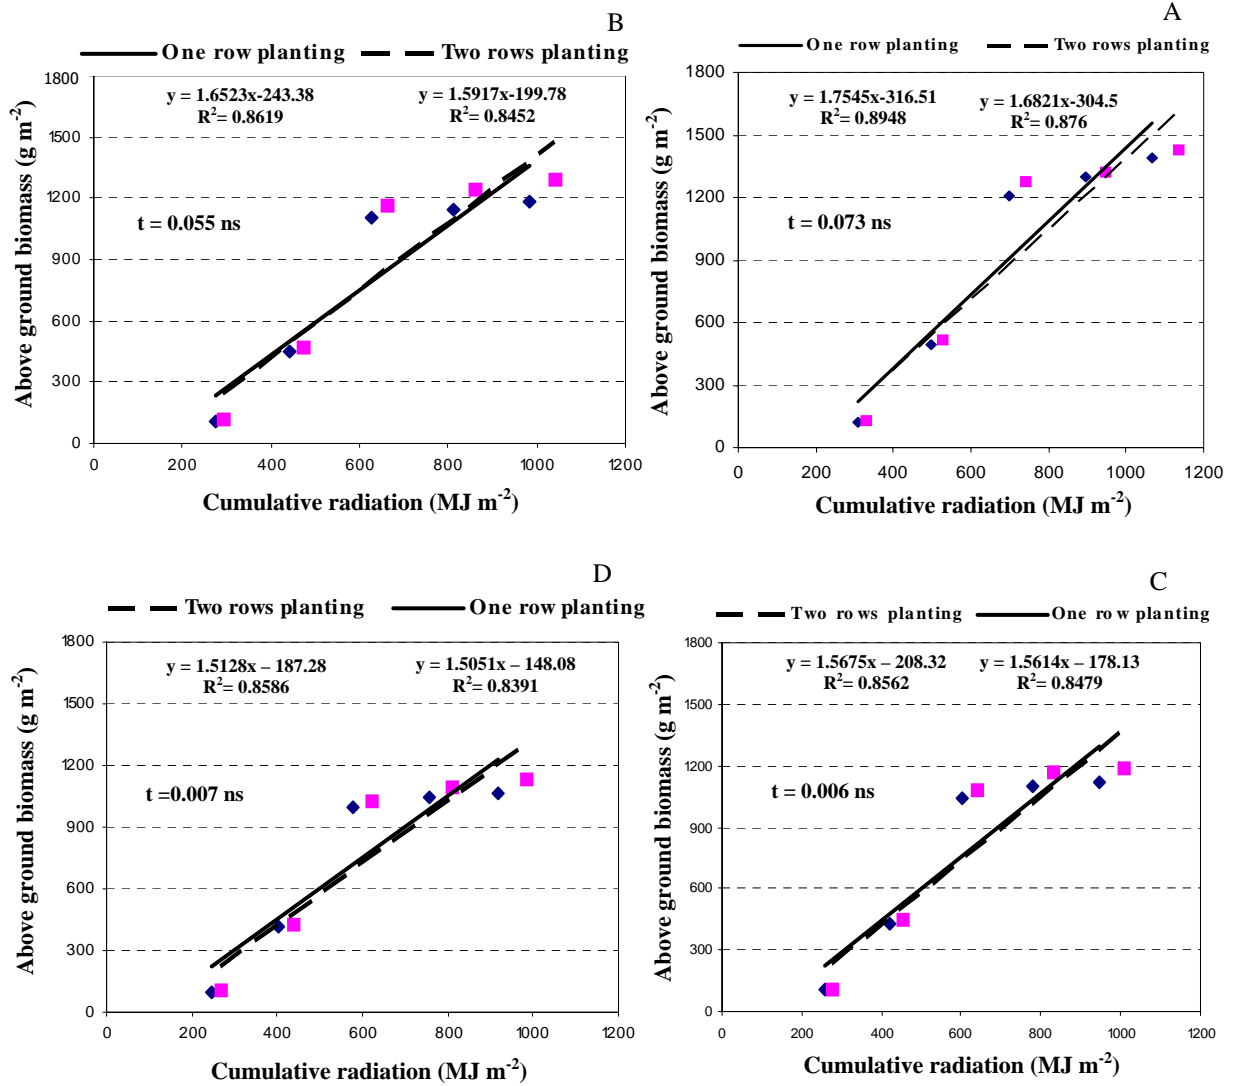 B
One row planting Two rows planting
1800
1500
1200
900
600
300
0
y = 1.6523x-243.38 y = 1.5917x-199.78
R2= 0.8619 R2= 0.8452
t = 0.055 ns
0 200 400 600 800 1000 1200
Above ground biomass (g m-2)
Cumulative radiation (MJ m-2)
A
One row planting Two rows planting
1800
1500
1200
900
600
300
0
y = 1.7545x-316.51 y = 1.6821x-304.5
R2= 0.8948 R2= 0.876
t = 0.073 ns
0 200 400 600 800 1000 1200
Above ground biomass (g m-2)
Cumulative radiation (MJ m-2)
D
Two rows planting One row planting
1800
1500
1200
900
600
300
0
y = 1.5128x – 187.28 y = 1.5051x – 148.08
R2= 0.8586 R2= 0.8391
t =0.007 ns
0 200 400 600 800 1000 1200
Above ground biomass (g m-2)
Cumulative radiation (MJ m-2)
C
Two rows planting One row planting
1800
1500
1200
900
600
300
0
y = 1.5675x – 208.32 y = 1.5614x – 178.13
R2= 0.8562 R2= 0.8479
t = 0.006 ns
0 200 400 600 800 1000 1200
Above ground biomass (g m-2)
Cumulative radiation (MJ m-2)